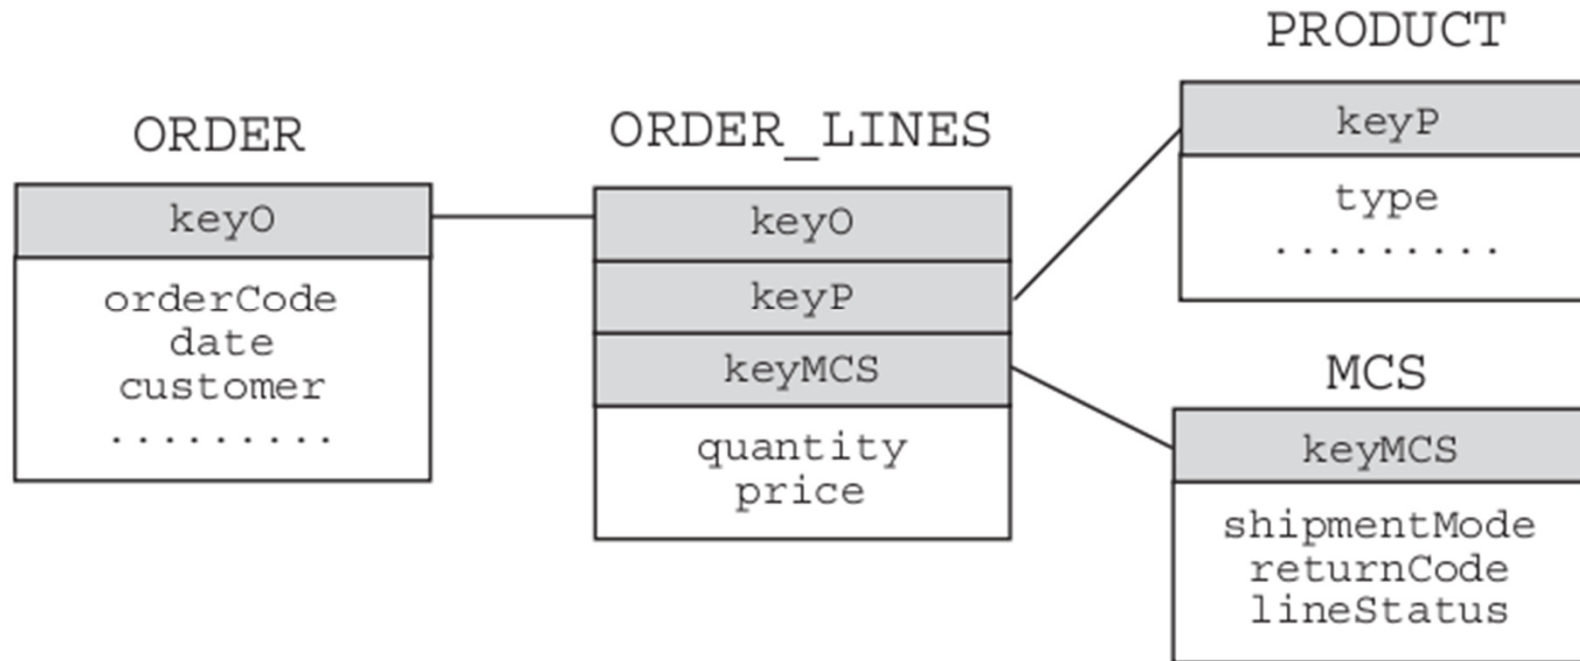 ORDER
keyO
orderCode
date
customer
.........
ORDER_LINES
keyO
keyP
keyMCS
quantity
price
PRODUCT
keyP
type
.........
MCS
keyMCS
shipmentMode
returnCode
lineStatus